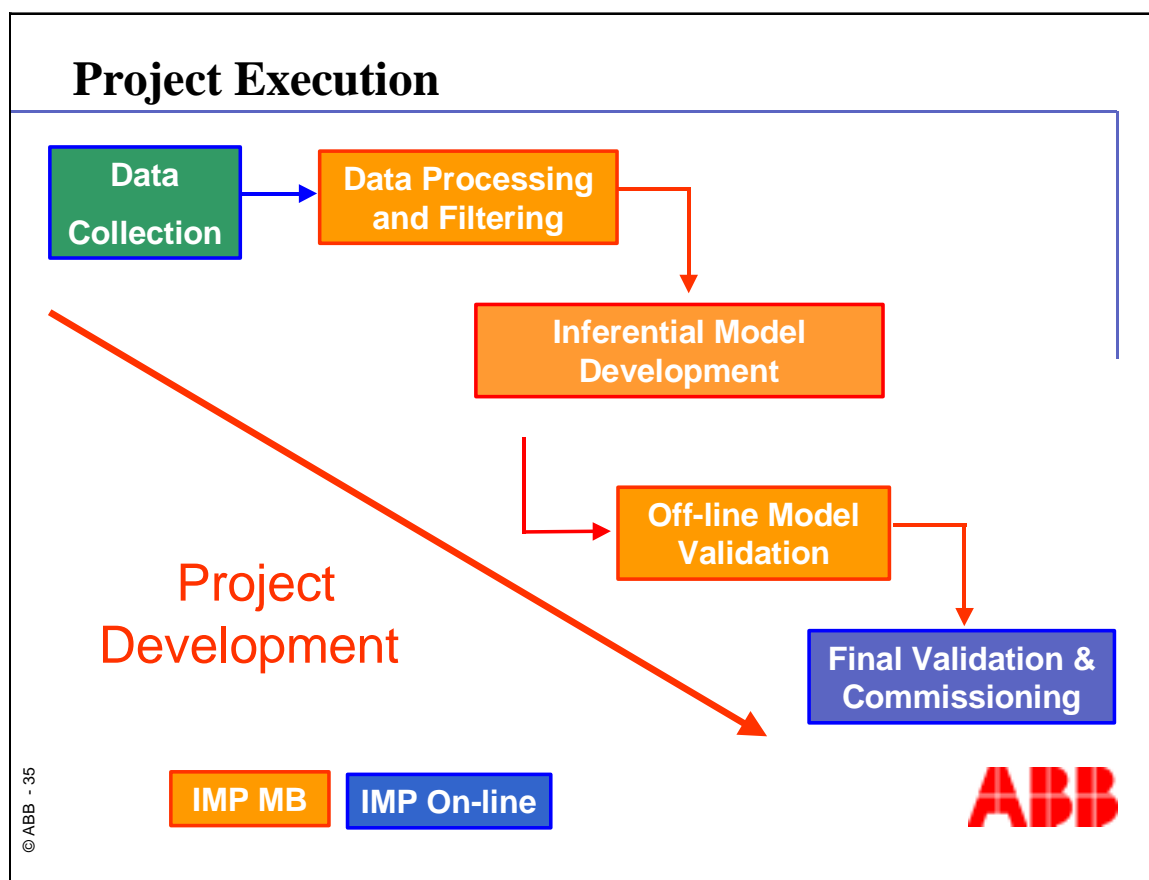 Project Execution
Data
Collection
Data Processing
and Filtering
Inferential Model
Development
Off-line Model
Validation
Project
Development
Final Validation &
Commissioning
IMP MB
IMP On-line
ABB
© ABB - 35